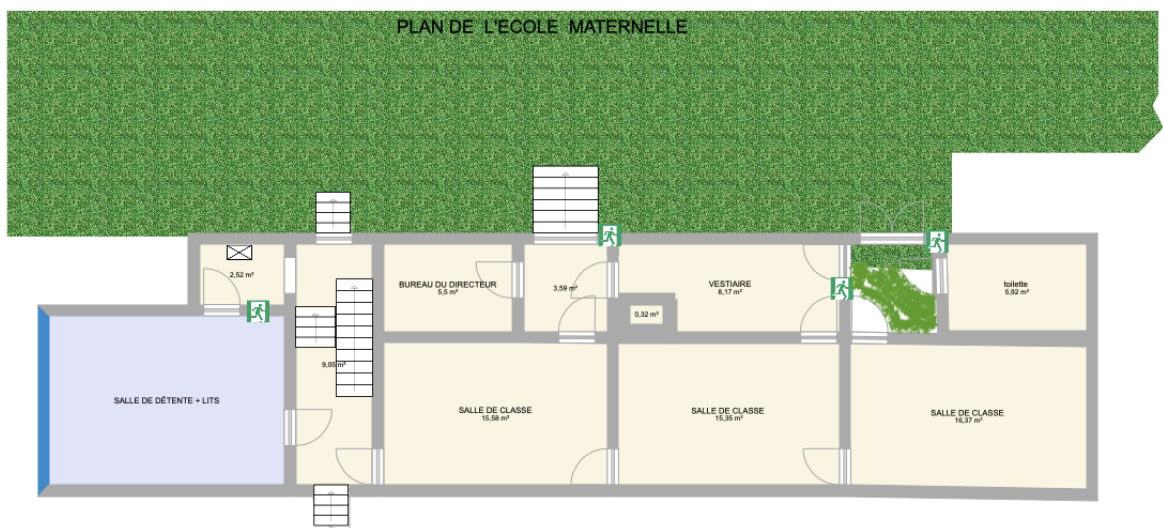 PLAN DE L'ECOLE MATERNELLE
2,52 m²
BUREAU DU DIRECTEUR
5,5 m²
3,59 m²
VESTIAIRE
8,17 m²
toilette
5,92 m²
0,32 m²
9,05 m²
SALLE DE DÉTENTE + LITS
SALLE DE CLASSE
15,58 m²
SALLE DE CLASSE
15,35 m²
SALLE DE CLASSE
16,37 m²